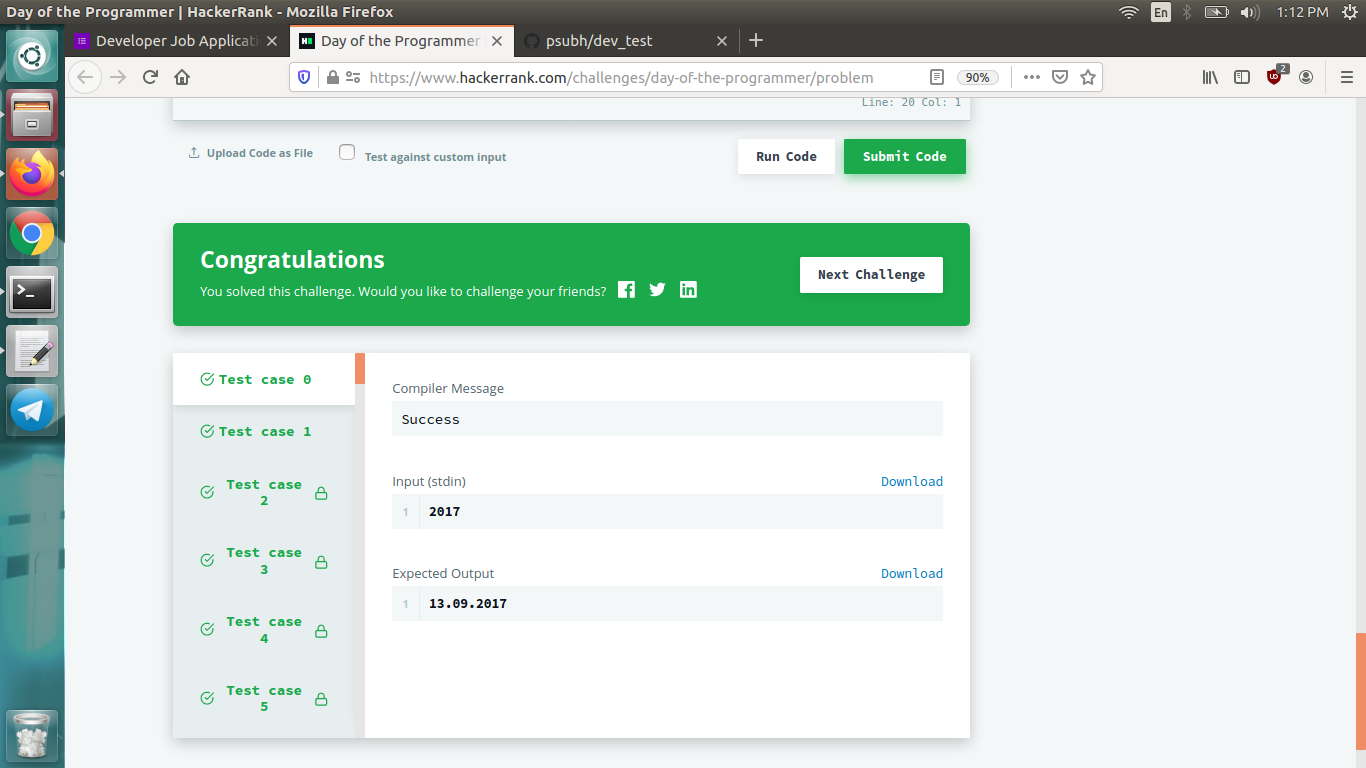 Day of the Programmer | HackerRank - Mozilla Firefox
En
1:12 PM
Developer Job Applicati
Day of the Programmer
psubh/dev_test
https://www.hackerrank.com/challenges/day-of-the-programmer/problem
90%
2
Line: 20 Col: 1
Upload Code as File
Test against custom input
Run Code
Submit Code
Congratulations
You solved this challenge. Would you like to challenge your friends?
Next Challenge
Test case 0
Test case 1
Test case
2
Test case
3
Test case
4
Test case
5
Compiler Message
Success
Input (stdin)
Download
1
2017
Expected Output
Download
1
13.09.2017